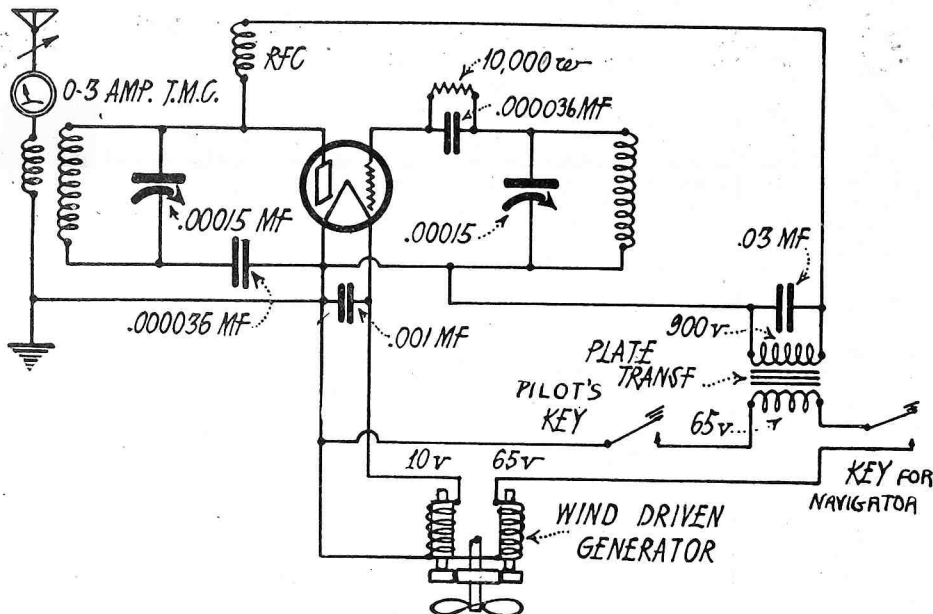 RFC
10,000 ω
0-3 AMP. T.M.C.
.000036 MF
.00015 MF
.00015
.03 MF
.000036 MF
.001 MF
900 v
PLATE
TRANSF
PILOT'S
KEY
65 v
10 v
65 v
KEY FOR
NAVIGATOR
WIND DRIVEN
GENERATOR